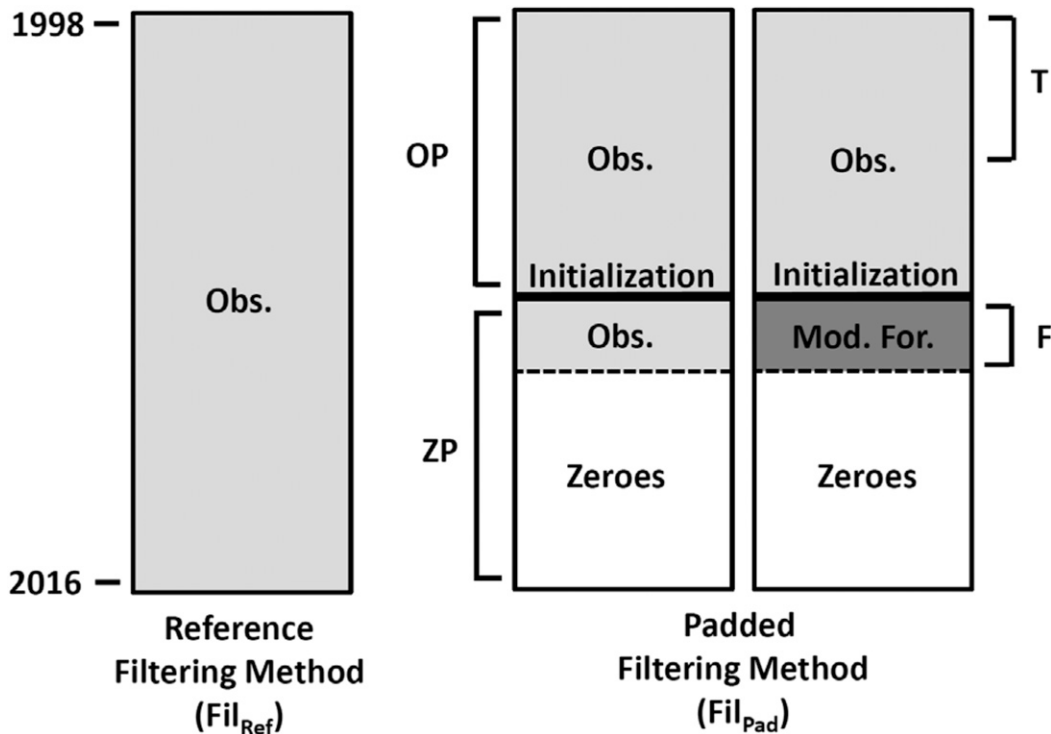 1998
2016
Obs.
Reference
Filtering Method
(FilRef)
OP
ZP
Obs.
Initialization
Obs.
Zeroes
Obs.
Initialization
Mod. For.
Zeroes
T
F
Padded
Filtering Method
(FilPad)